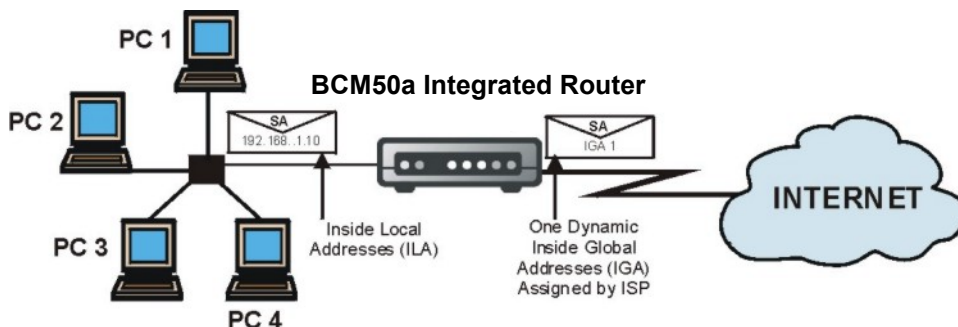 PC 1
BCM50a Integrated Router
PC 2
SA
192.168..1.10
SA
IGA 1
INTERNET
PC 3
Inside Local
Addresses (ILA)
One Dynamic
Inside Global
Addresses (IGA)
Assigned by ISP
PC 4